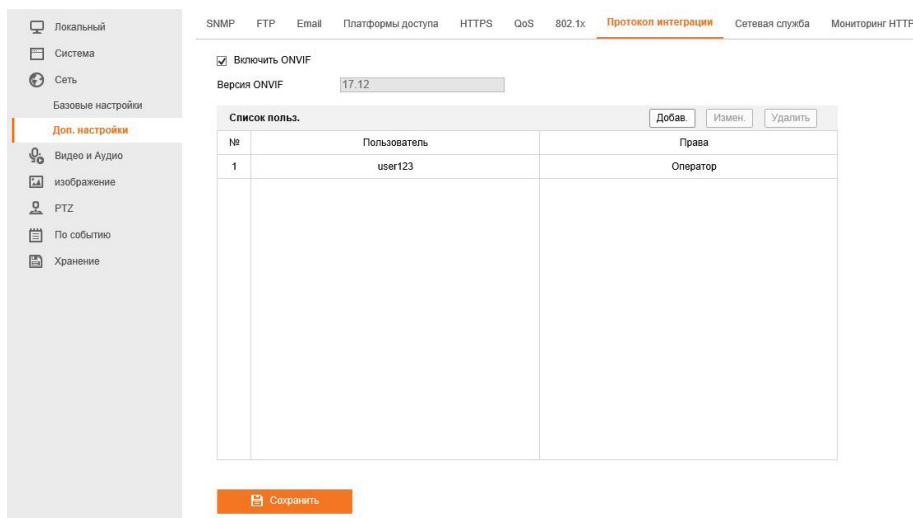 Локальный
Система
Сеть
Базовые настройки
Доп. настройки
Видео и Аудио
изображение
PTZ
По событию
Хранение
SNMP FTP Email Платформы доступа HTTPS QoS 802.1x Протокол интеграции Сетевая служба Мониторинг HTTP
Включить ONVIF
Версия ONVIF 17.12
Список польз. Добав. Измен. Удалить
№ Пользователь Права
1 user123 Оператор
Сохранить